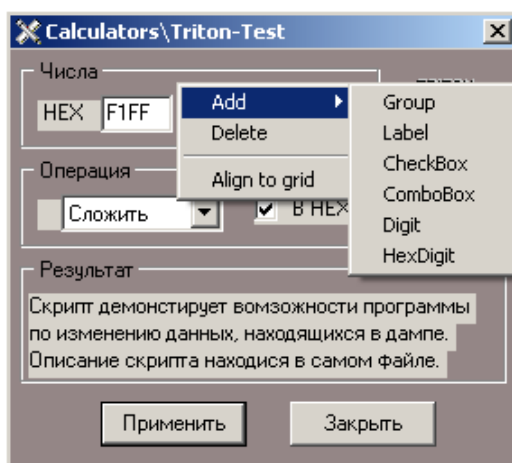 Calculators\Triton-Test
Числа
HEX F1FF
Add
Delete
Align to grid
Group
Label
CheckBox
ComboBox
Digit
HexDigit
Операция
Сложить
В HEX
Результат
Скрипт демонстирует вомзожности программы
по изменению данных, находящихся в дампе.
Описание скрипта находися в самом файле.
Применить Закрыть